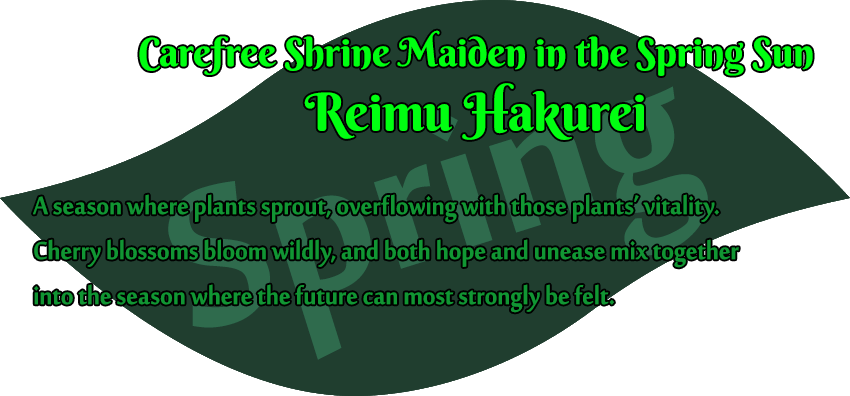 Carefree Shrine Maiden in the Spring Sun
Reimu Hakurei
Spring
A season where plants sprout, overflowing with those plants’ vitality.
Cherry blossoms bloom wildly, and both hope and unease mix together
into the season where the future can most strongly be felt.